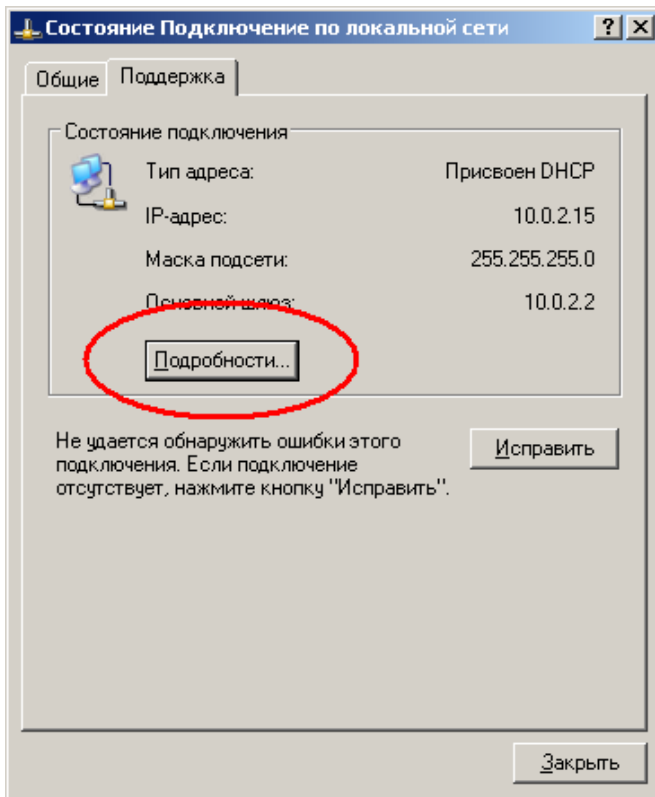 Состояние Подключение по локальной сети
Общие Поддержка
Состояние подключения
Тип адреса: Присвоен DHCP
IP-адрес: 10.0.2.15
Маска подсети: 255.255.255.0
Основной шлюз: 10.0.2.2
Подробности...
Не удается обнаружить ошибки этого
подключения. Если подключение
отсутствует, нажмите кнопку "Исправить".
Исправить
Закрыть